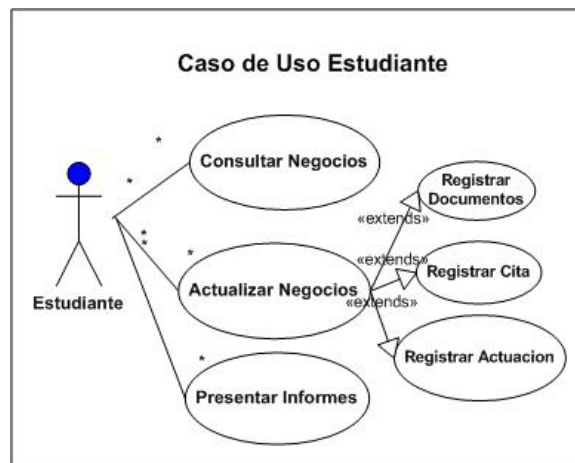 Caso de Uso Estudiante
*
Consultar Negocios
*
Registrar
Documentos
«extends»
*
*
*
Actualizar Negocios
«extends»
Registrar Cita
«extends»
Estudiante
*
Presentar Informes
Registrar Actuacion